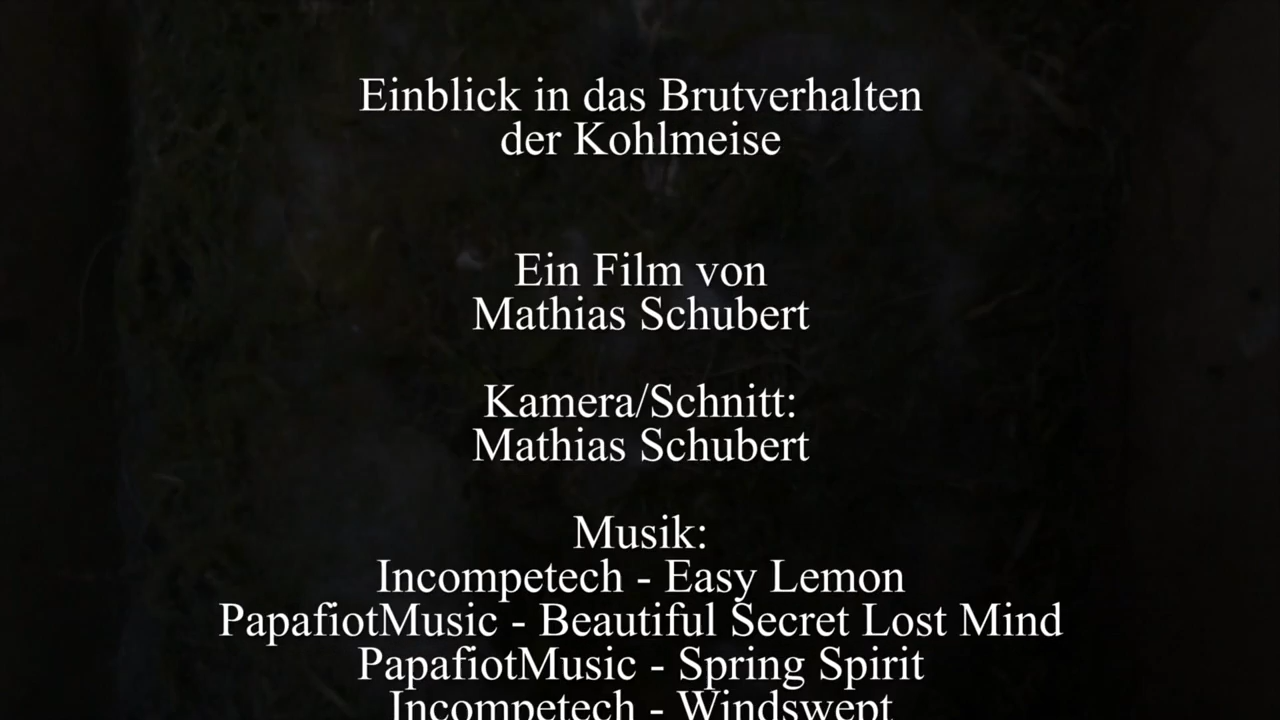 Einblick in das Brutverhalten
der Kohlmeise
Ein Film von
Mathias Schubert
Kamera/Schnitt:
Mathias Schubert
Musik:
Incompetech - Easy Lemon
PapafiotMusic - Beautiful Secret Lost Mind
PapafiotMusic - Spring Spirit
Incompetech - Windswept